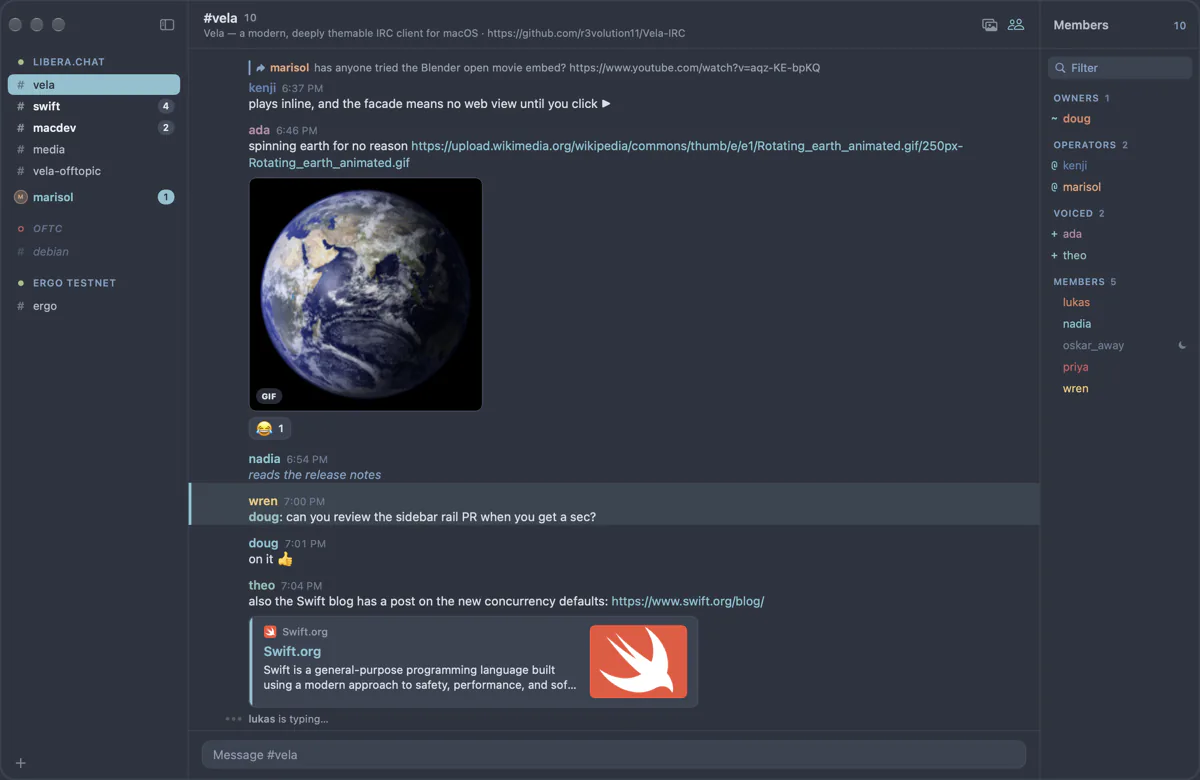 LIBERA.CHAT
# vela
# swift 4
# macdev 2
# media
# vela-offtopic
M marisol 1
OFTC
# debian
ERGO TESTNET
# ergo
+
#vela 10
Vela — a modern, deeply themable IRC client for macOS · https://github.com/r3volution11/Vela-IRC
marisol has anyone tried the Blender open movie embed? https://www.youtube.com/watch?v=aqz-KE-bpKQ
kenji 6:37 PM
plays inline, and the facade means no web view until you click ▶
ada 6:46 PM
spinning earth for no reason https://upload.wikimedia.org/wikipedia/commons/thumb/e/e1/Rotating_earth_animated.gif/250px-
Rotating_earth_animated.gif
GIF
😂 1
nadia 6:54 PM
reads the release notes
wren 7:00 PM
doug: can you review the sidebar rail PR when you get a sec?
doug 7:01 PM
on it 👍
theo 7:04 PM
also the Swift blog has a post on the new concurrency defaults: https://www.swift.org/blog/
Swift.org
Swift.org
Swift is a general-purpose programming language built
using a modern approach to safety, performance, and sof...
lukas is typing...
Message #vela
Members 10
Filter
OWNERS 1
~ doug
OPERATORS 2
@ kenji
@ marisol
VOICED 2
+ ada
+ theo
MEMBERS 5
lukas
nadia
oskar_away
priya
wren